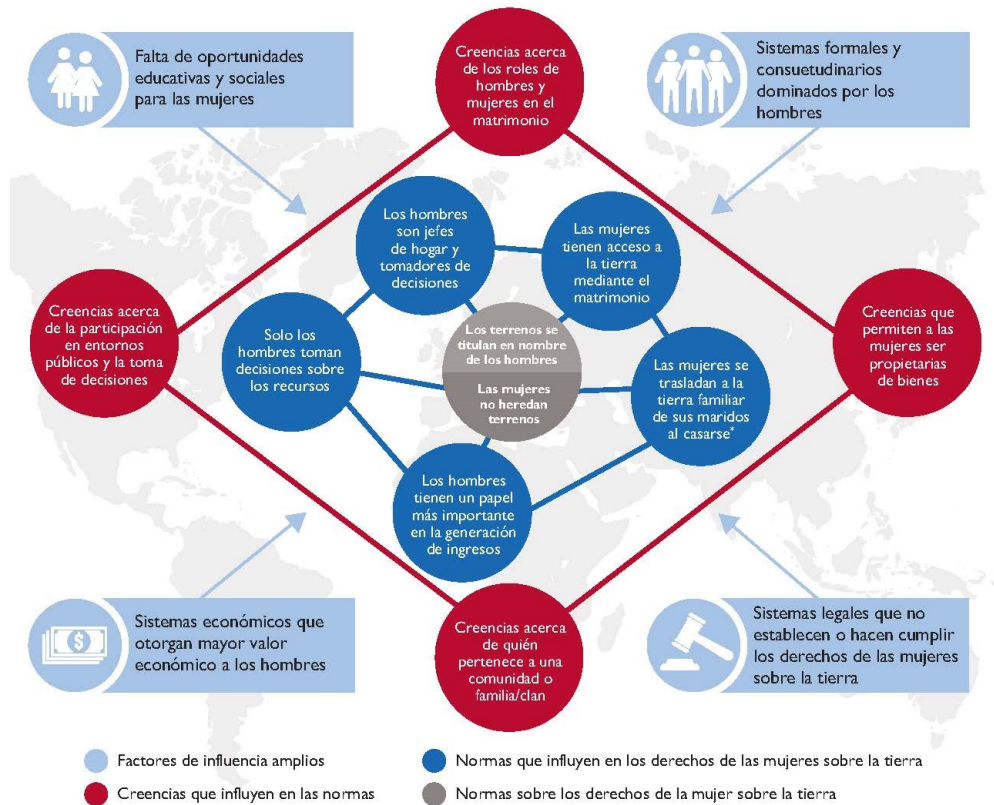 Falta de oportunidades
educativas y sociales
para las mujeres
Creencias acerca
de los roles de
hombres y
mujeres en el
matrimonio
Sistemas formales y
consuetudinarios
dominados por los
hombres
Los hombres
son jefes
de hogar y
tomadores de
decisiones
Las mujeres
tienen acceso a
la tierra
mediante el
matrimonio
Creencias acerca
de la participación
en entornos
públicos y la toma
de decisiones
Solo los
hombres toman
decisiones sobre
los recursos
Los terrenos se
titulan en nombre
de los hombres
Las mujeres
no heredan
terrenos
Las mujeres se
trasladan a la
tierra familiar
de sus maridos
al casarse*
Creencias que
permiten a las
mujeres ser
propietarias
de bienes
Los hombres
tienen un papel
más importante
en la generación
de ingresos
Sistemas económicos que
otorgan mayor valor
económico a los hombres
$
Creencias acerca
de quién
pertenece a una
comunidad o
familia/clan
Sistemas legales que no
establecen o hacen cumplir
los derechos de las mujeres
sobre la tierra
Factores de influencia amplios
Creencias que influyen en las normas
Normas que influyen en los derechos de las mujeres sobre la tierra
Normas sobre los derechos de la mujer sobre la tierra